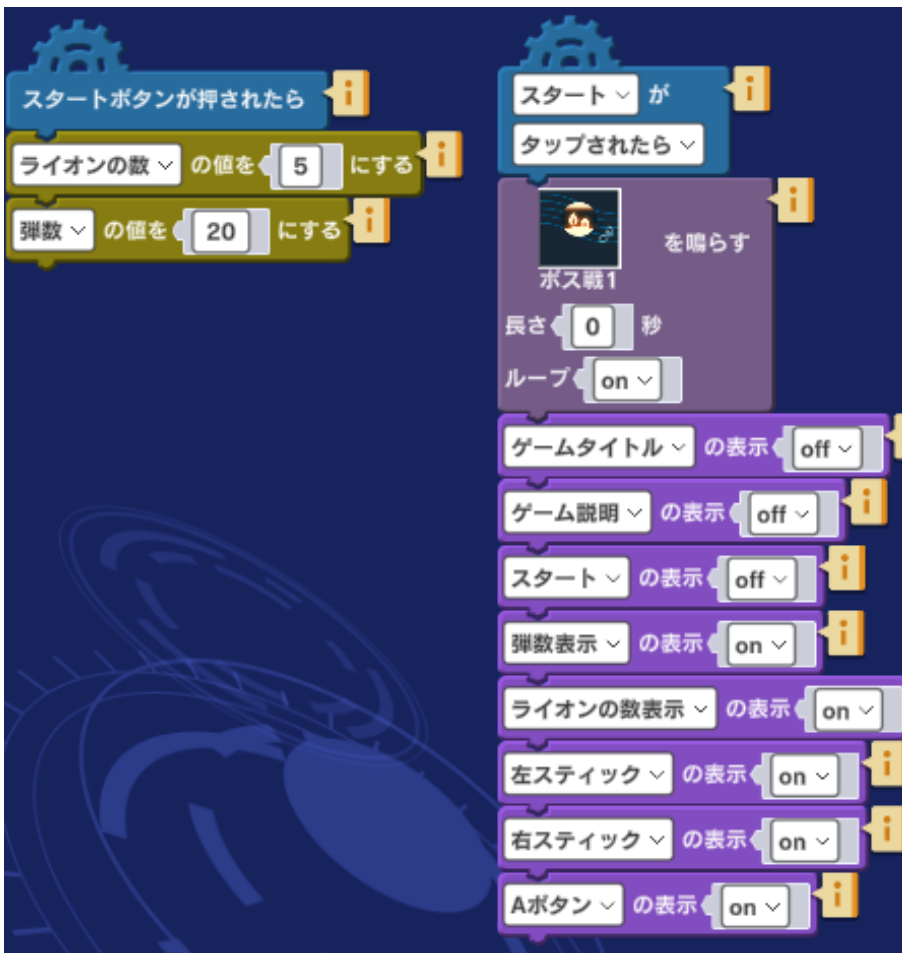 スタートボタンが押されたら i
ライオンの数 の値を 5 にする i
弾数 の値を 20 にする i
スタート が i
タップされたら
ボス戦1 を鳴らす i
長さ 0 秒
ループ on
ゲームタイトル の表示 off
ゲーム説明 の表示 off i
スタート の表示 off i
弾数表示 の表示 on i
ライオンの数表示 の表示 on
左スティック の表示 on i
右スティック の表示 on i
Aボタン の表示 on i